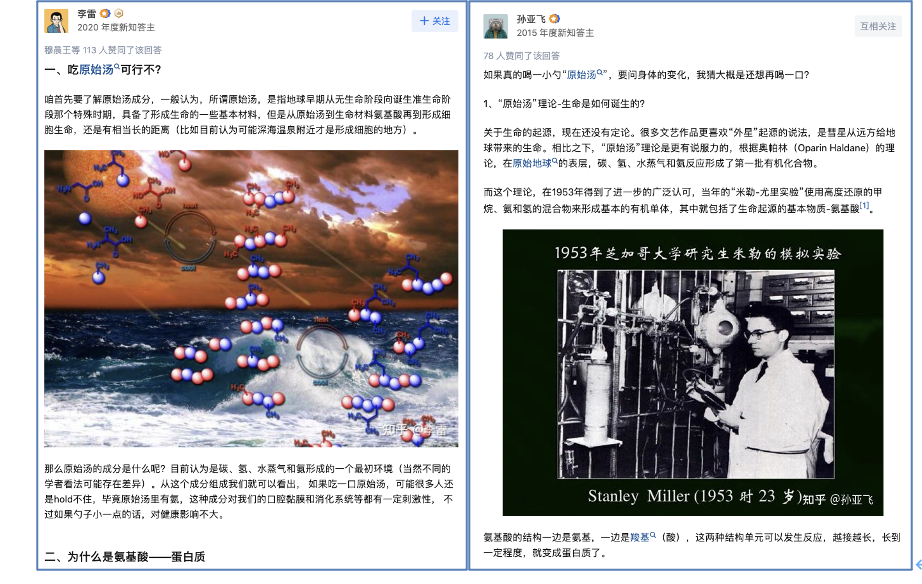 李雷
2020 年度新知答主
+ 关注
穆晨王等 113 人赞同了该回答
一、吃原始汤可行不?
咱首先要了解原始汤成分，一般认为，所谓原始汤，是指地球早期从无生命阶段向诞生准生命阶
段那个特殊时期，具备了形成生命的一些基本材料，但是从原始汤到生命材料氨基酸再到形成细
胞生命，还是有相当长的距离（比如目前认为可能深海温泉附近才是形成细胞的地方）。
heat
cool
heat
cool
知乎 @李雷
那么原始汤的成分是什么呢？目前认为是碳、氢、水蒸气和氨形成的一个最初环境（当然不同的
学者看法可能存在差异）。从这个成分组成我们就可以看出， 如果吃一口原始汤，可能很多人还
是hold不住，毕竟原始汤里有氨，这种成分对我们的口腔黏膜和消化系统等都有一定刺激性， 不
过如果勺子小一点的话，对健康影响不大。
二、为什么是氨基酸——蛋白质
孙亚飞
2015 年度新知答主
互相关注
78 人赞同了该回答
如果真的喝一小勺“原始汤”，要问身体的变化，我猜大概是还想再喝一口？
1、“原始汤”理论-生命是如何诞生的？
关于生命的起源，现在还没有定论。很多文艺作品更喜欢“外星”起源的说法，是彗星从远方给地
球带来的生命。相比之下，“原始汤”理论是更有说服力的，根据奥帕林（Oparin Haldane）的理
论，在原始地球的表层，碳、氢、水蒸气和氨反应形成了第一批有机化合物。
而这个理论，在1953年得到了进一步的广泛认可，当年的“米勒-尤里实验”使用高度还原的甲
烷、氨和氢的混合物来形成基本的有机单体，其中就包括了生命起源的基本物质-氨基酸[1]。
1953年芝加哥大学研究生米勒的模拟实验
Stanley Miller (1953 时 23 岁)
知乎 @孙亚飞
氨基酸的结构一边是氨基，一边是羧基（酸），这两种结构单元可以发生反应，越接越长，长到
一定程度，就变成蛋白质了。